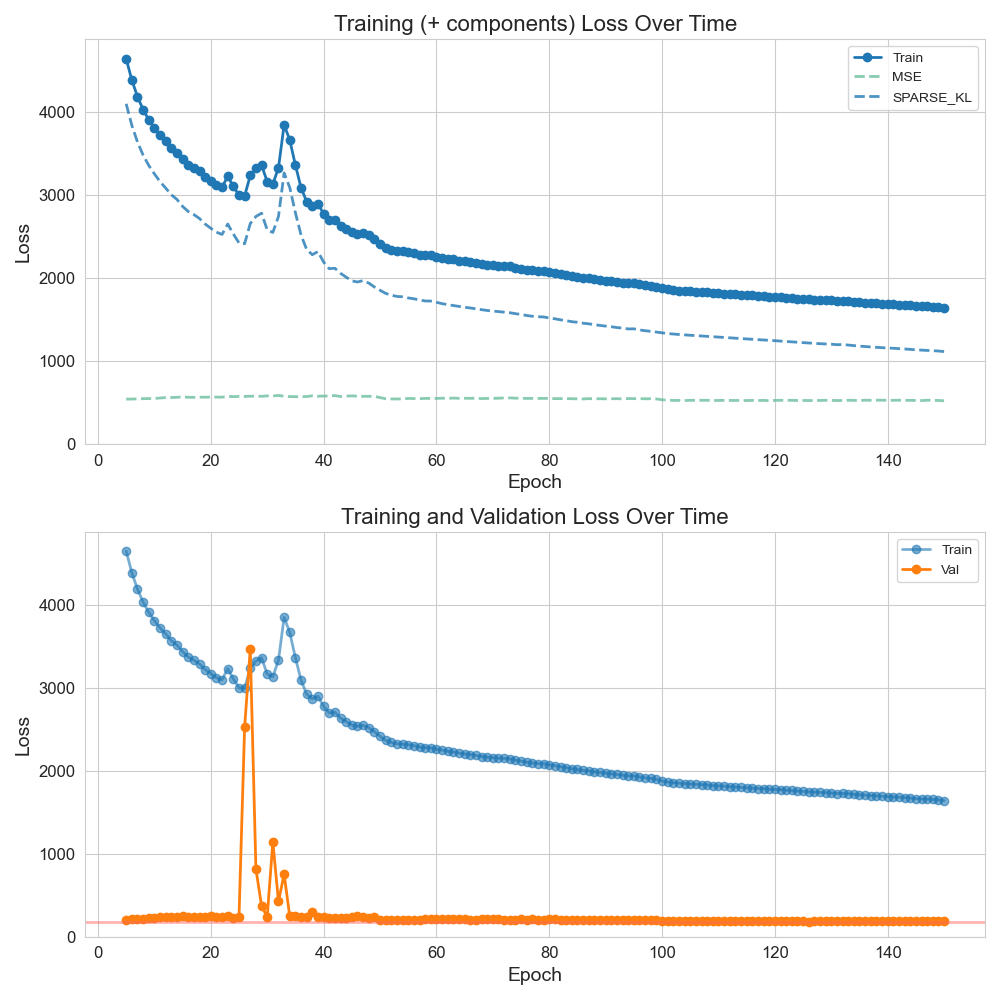 Training (+ components) Loss Over Time
Train
MSE
SPARSE_KL
Loss
4000
3000
2000
1000
0
0 20 40 60 80 100 120 140
Epoch
Training and Validation Loss Over Time
Train
Val
Loss
4000
3000
2000
1000
0
0 20 40 60 80 100 120 140
Epoch